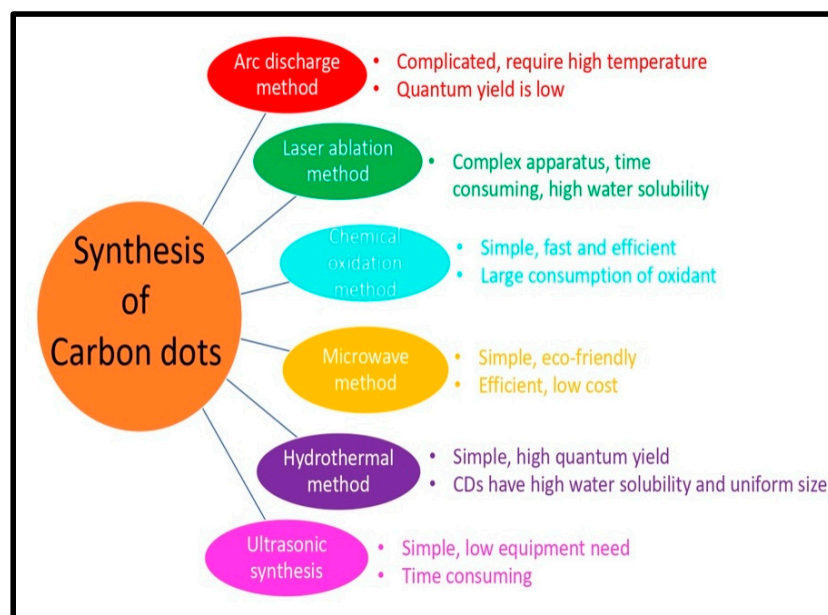 Synthesis
of
Carbon dots
Arc discharge
method
• Complicated, require high temperature
• Quantum yield is low
Laser ablation
method
• Complex apparatus, time
consuming, high water solubility
Chemical
oxidation
method
• Simple, fast and efficient
• Large consumption of oxidant
Microwave
method
• Simple, eco-friendly
• Efficient, low cost
Hydrothermal
method
• Simple, high quantum yield
• CDs have high water solubility and uniform size
Ultrasonic
synthesis
• Simple, low equipment need
• Time consuming